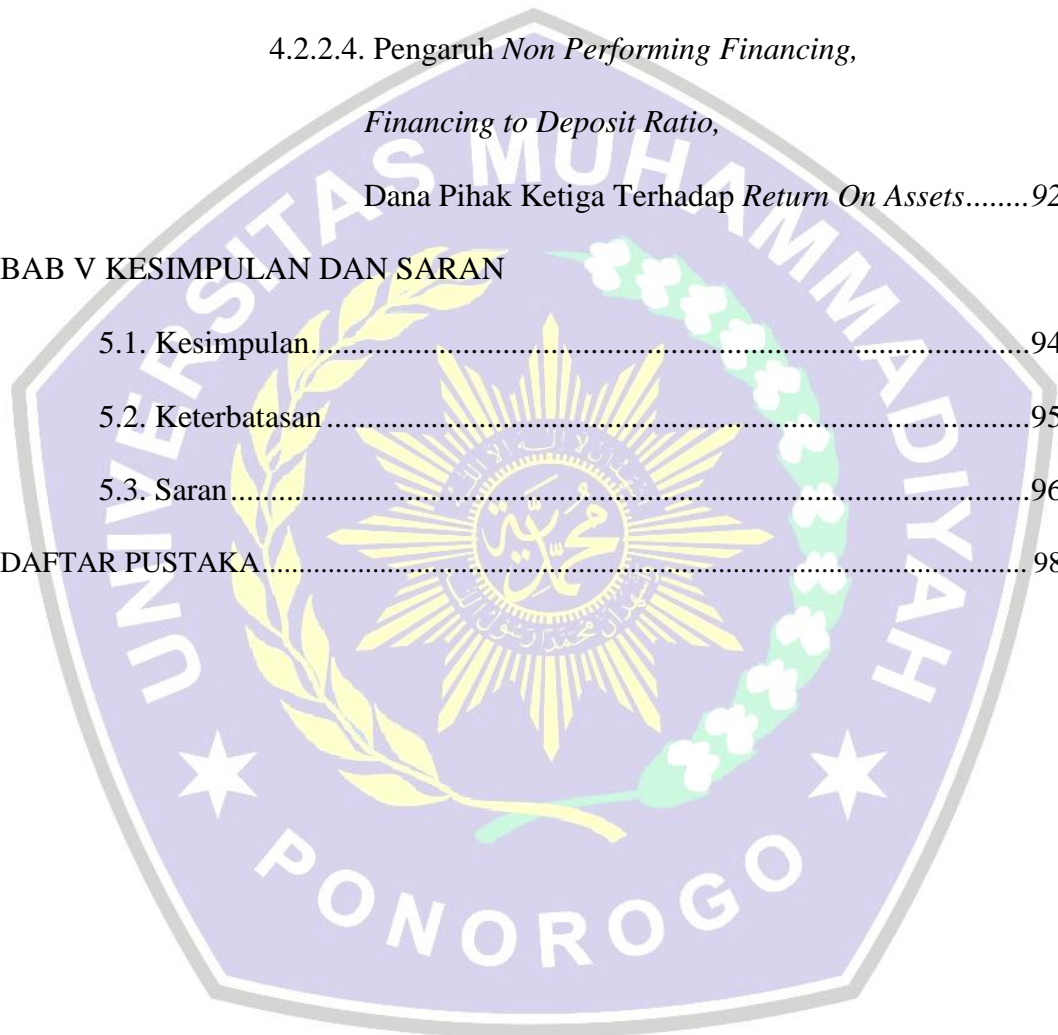 4.2.2.4. Pengaruh Non Performing Financing,
Financing to Deposit Ratio,
Dana Pihak Ketiga Terhadap Return On Assets........92
BAB V KESIMPULAN DAN SARAN
5.1. Kesimpulan....................................................................................94
5.2. Keterbatasan..................................................................................95
5.3. Saran..............................................................................................96
DAFTAR PUSTAKA.................................................................................. 98
UNIVERSITAS MUHAMMADIYAH
PONOROGO
محمدية